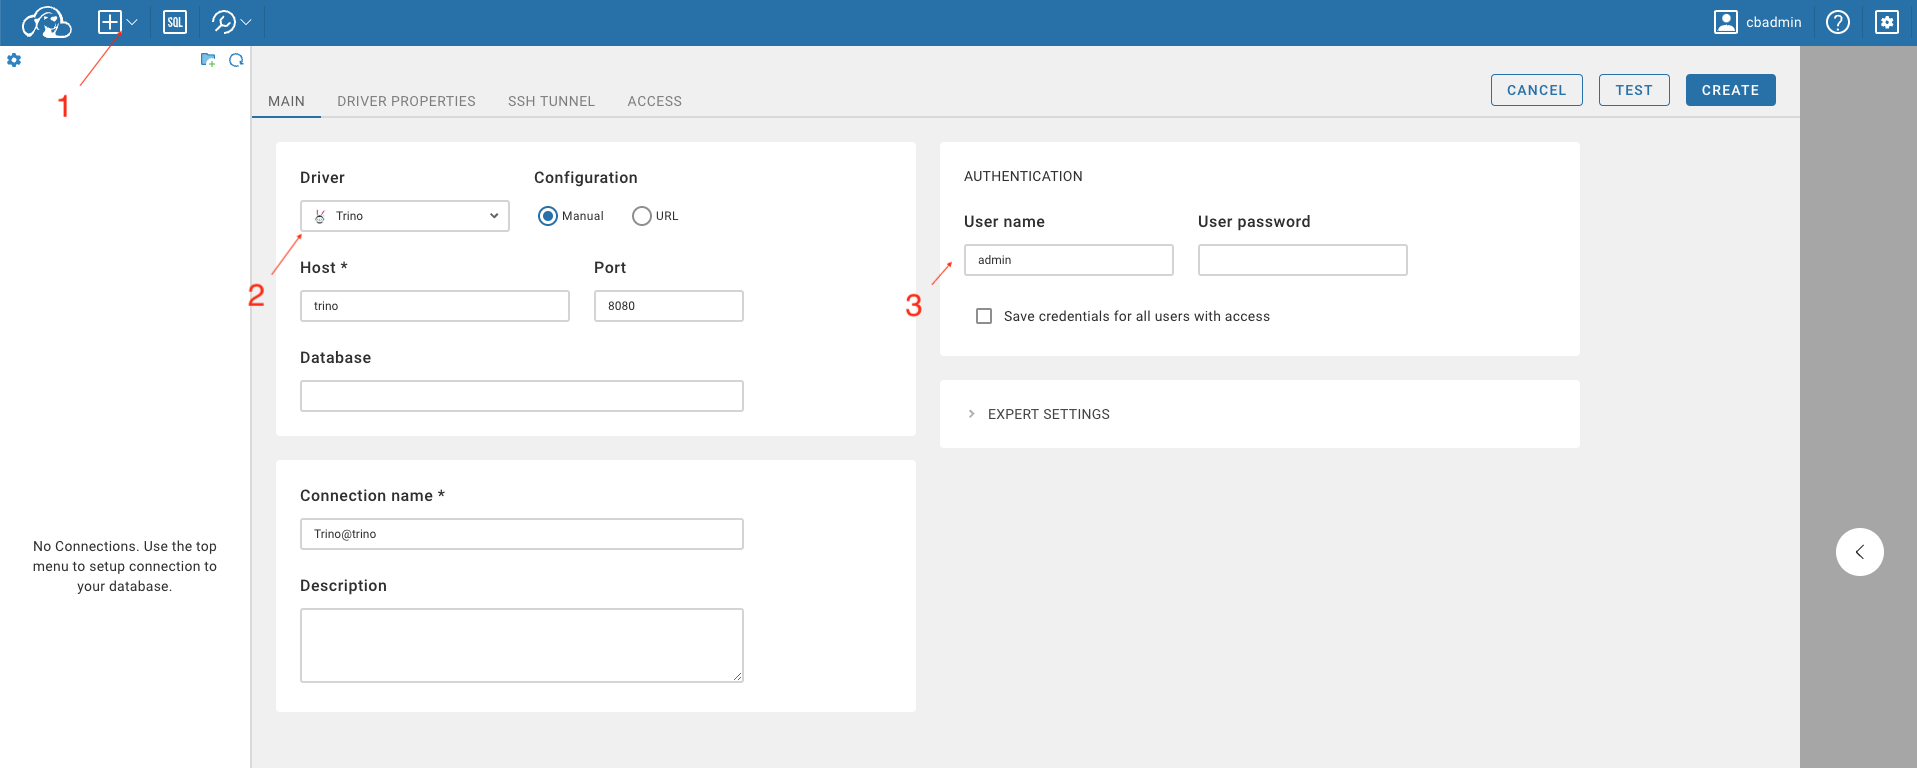 SQL
cbadmin
?
1
MAIN DRIVER PROPERTIES SSH TUNNEL ACCESS
CANCEL TEST CREATE
Driver
Configuration
Trino
Manual
URL
2
Host *
Port
trino
8080
Database
Connection name *
Trino@trino
Description
AUTHENTICATION
User name
User password
admin
3
Save credentials for all users with access
EXPERT SETTINGS
No Connections. Use the top
menu to setup connection to
your database.